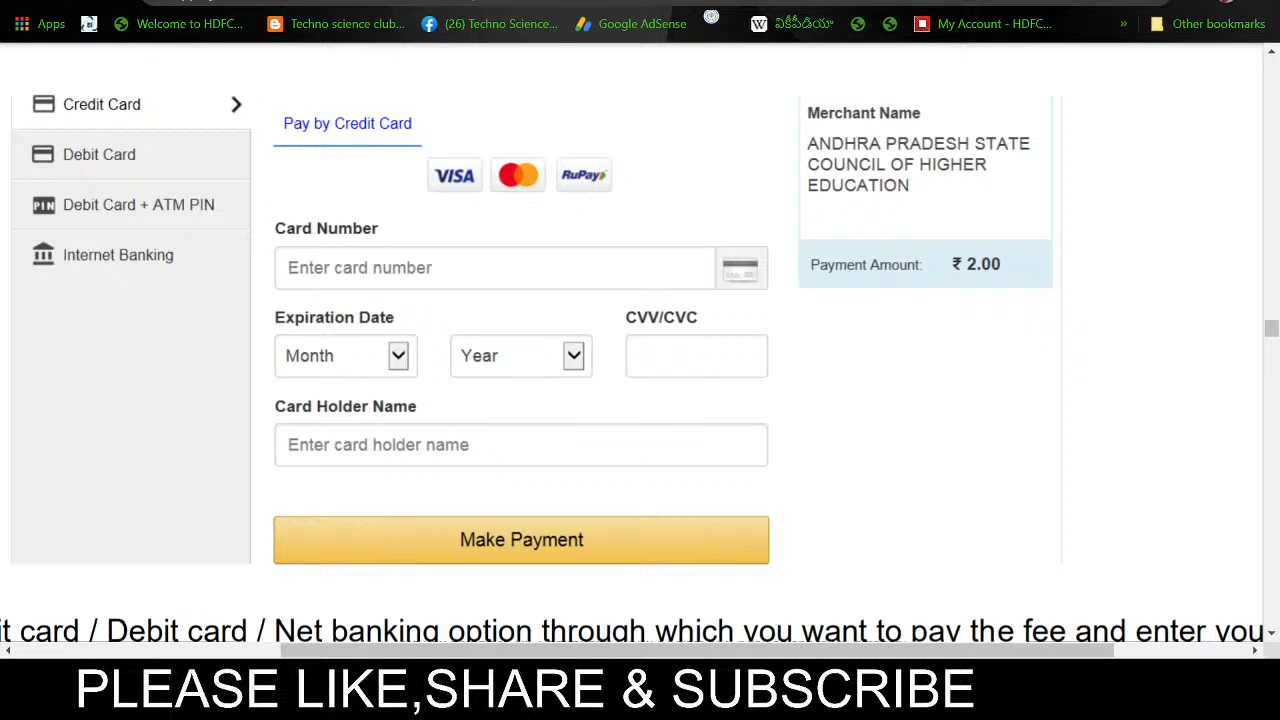 Apps Welcome to HDFC... Techno science club... (26) Techno Science... Google AdSense వికీపీడియా My Account - HDFC... » Other bookmarks
Credit Card
Debit Card
PIN Debit Card + ATM PIN
Internet Banking
Pay by Credit Card
VISA RuPay
Card Number
Enter card number
Expiration Date CVV/CVC
Month Year
Card Holder Name
Enter card holder name
Make Payment
Merchant Name
ANDHRA PRADESH STATE
COUNCIL OF HIGHER
EDUCATION
Payment Amount: ₹ 2.00
it card / Debit card / Net banking option through which you want to pay the fee and enter you
PLEASE LIKE,SHARE & SUBSCRIBE